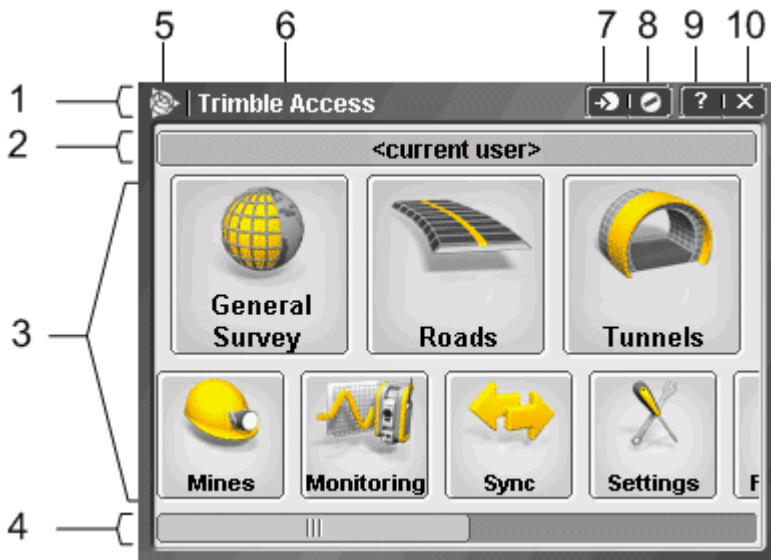 5 6 7 8 9 10
1 Trimble Access ?
2 <current user>
3
General Survey Roads Tunnels
Mines Monitoring Sync Settings F
4